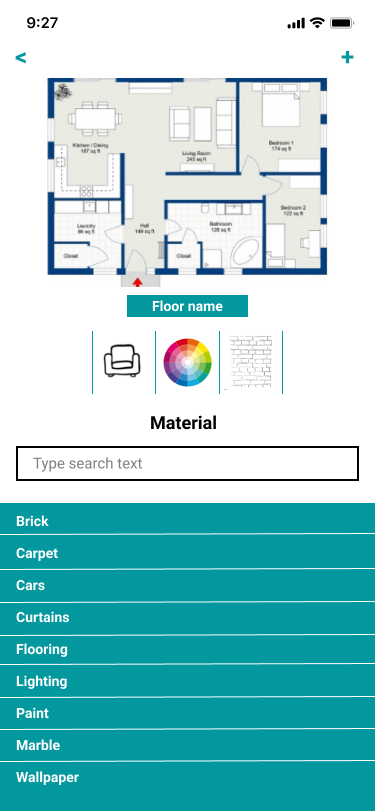 9:27
<
+
Kitchen / Dining
187 sq ft
Living Room
245 sq ft
Bedroom 1
174 sq ft
Bedroom 2
122 sq ft
Laundry
86 sq ft
Hall
149 sq ft
Bathroom
128 sq ft
Closet
Closet
Floor name
Material
Type search text
Brick
Carpet
Cars
Curtains
Flooring
Lighting
Paint
Marble
Wallpaper